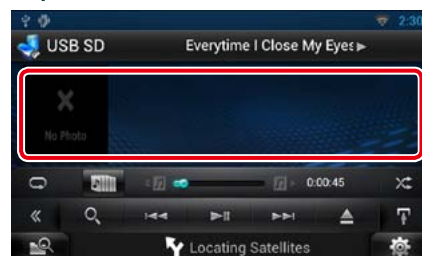 2:30
USB SD Everytime I Close My Eyes
No Photo
0:00:45
Locating Satellites